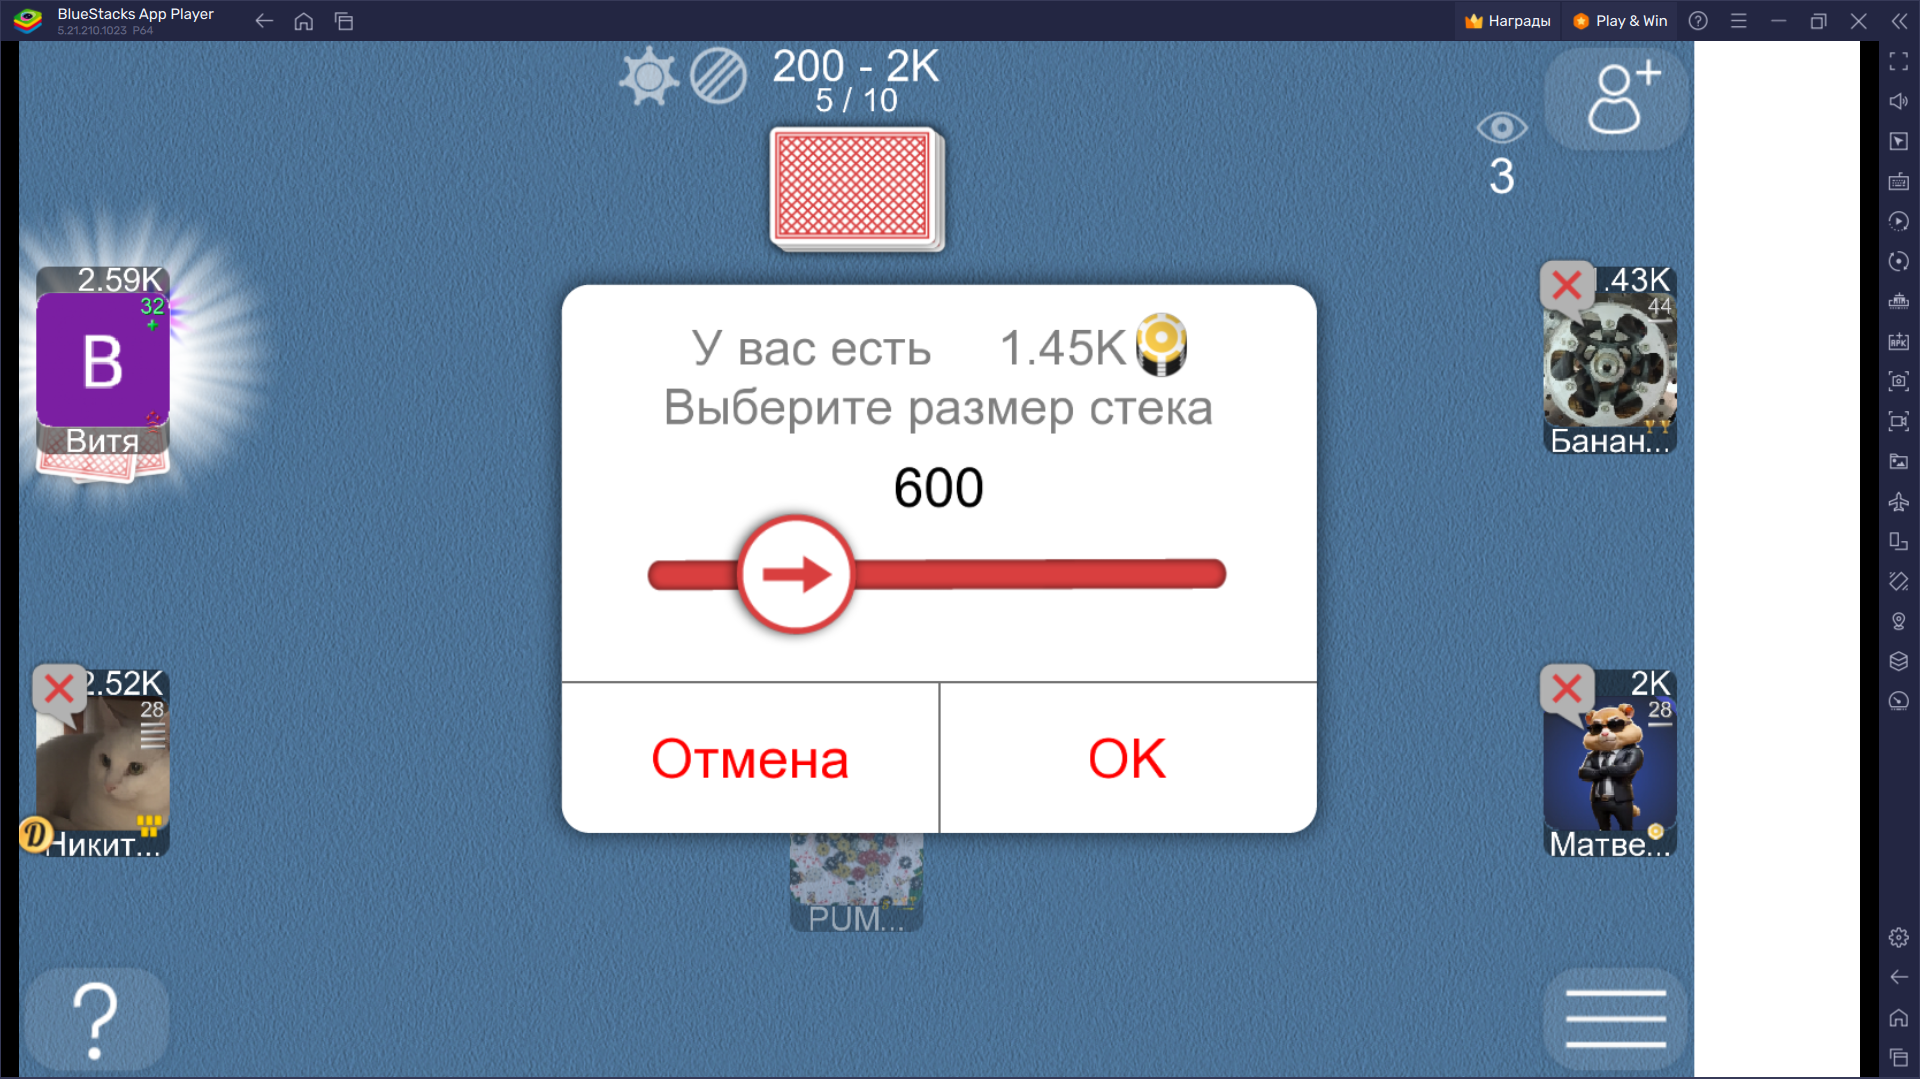 BlueStacks App Player
5.21.210.1023 P64
Награды
Play & Win
200 - 2K
5 / 10
3
2.59K
32
В
Витя
.43K
44
Банан...
У вас есть 1.45K
Выберите размер стека
600
Отмена
OK
2.52K
28
D
Никит...
2K
28
Матве...
PUM...
?